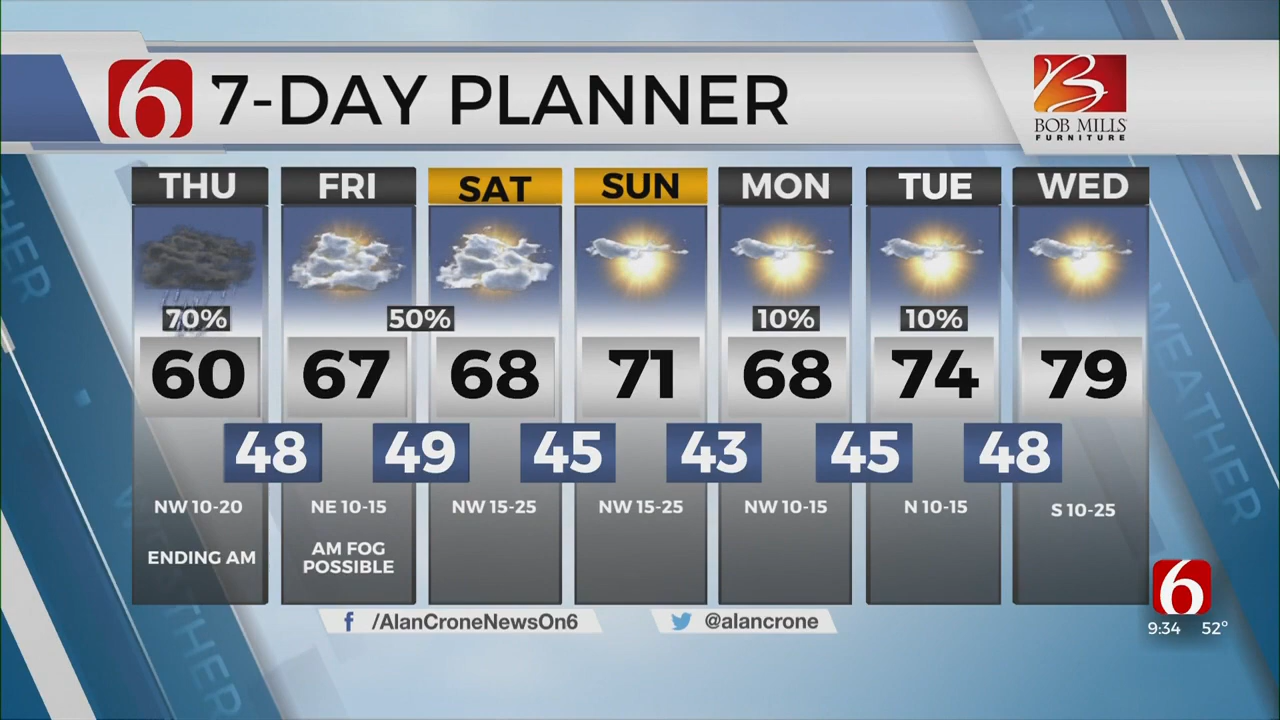 6 7-DAY PLANNER
B
BOB MILLS
FURNITURE
THU FRI SAT SUN MON TUE WED
70% 50% 10% 10%
60 67 68 71 68 74 79
48 49 45 43 45 48
NW 10-20 NE 10-15 NW 15-25 NW 15-25 NW 10-15 N 10-15 S 10-25
ENDING AM
AM FOG
POSSIBLE
f /AlanCroneNewsOn6 @alancrone
6
9:34 52°
WEATHER
WEATHER